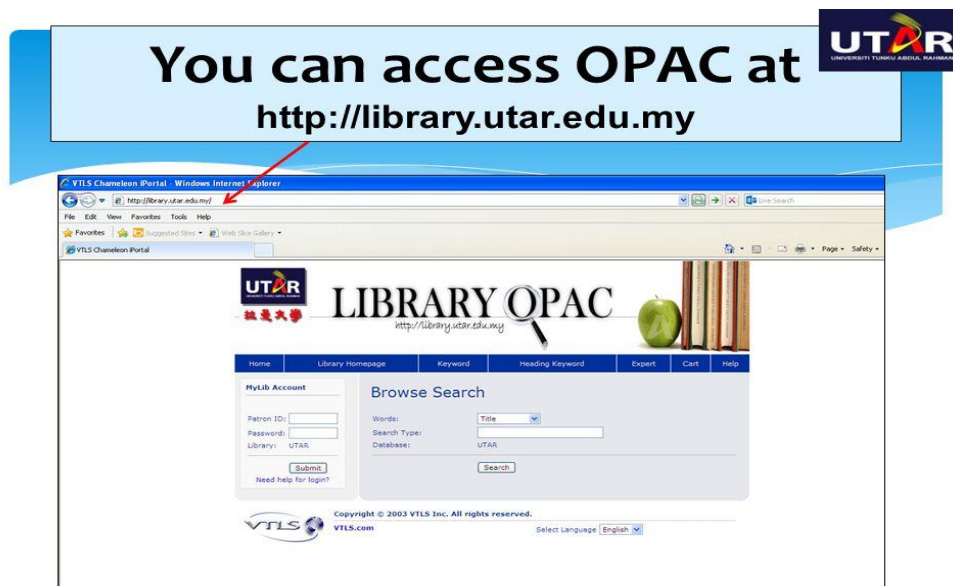 You can access OPAC at
http://library.utar.edu.my
UTAR
UNIVERSITI TUNKU ABDUL RAHMAN
VTLS Chameleon iPortal - Windows Internet Explorer
http://library.utar.edu.my/
Live Search
File Edit View Favorites Tools Help
Favorites Suggested Sites Web Slice Gallery
VTLS Chameleon iPortal
Page Safety
UTAR
拉曼大學
LIBRARY OPAC
http://library.utar.edu.my
Home Library Homepage Keyword Heading Keyword Expert Cart Help
MyLib Account
Patron ID:
Password:
Library: UTAR
Submit
Need help for login?
Browse Search
Words: Title
Search Type:
Database: UTAR
Search
VTLS
Copyright © 2003 VTLS Inc. All rights reserved.
VTLS.com
Select Language English